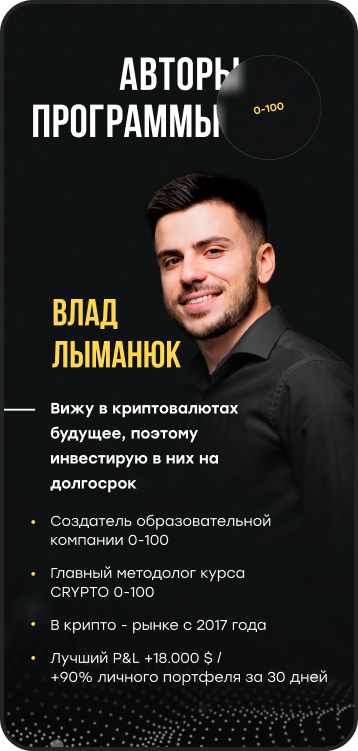 АВТОРЫ
ПРОГРАММЫ
0-100
ВЛАД
ЛЫМАНЮК
Вижу в криптовалютах
будущее, поэтому
инвестирую в них на
долгосрок
Создатель образовательной
компании 0-100
Главный методолог курса
CRYPTO 0-100
В крипто - рынке с 2017 года
Лучший P&L +18.000 $ /
+90% личного портфеля за 30 дней